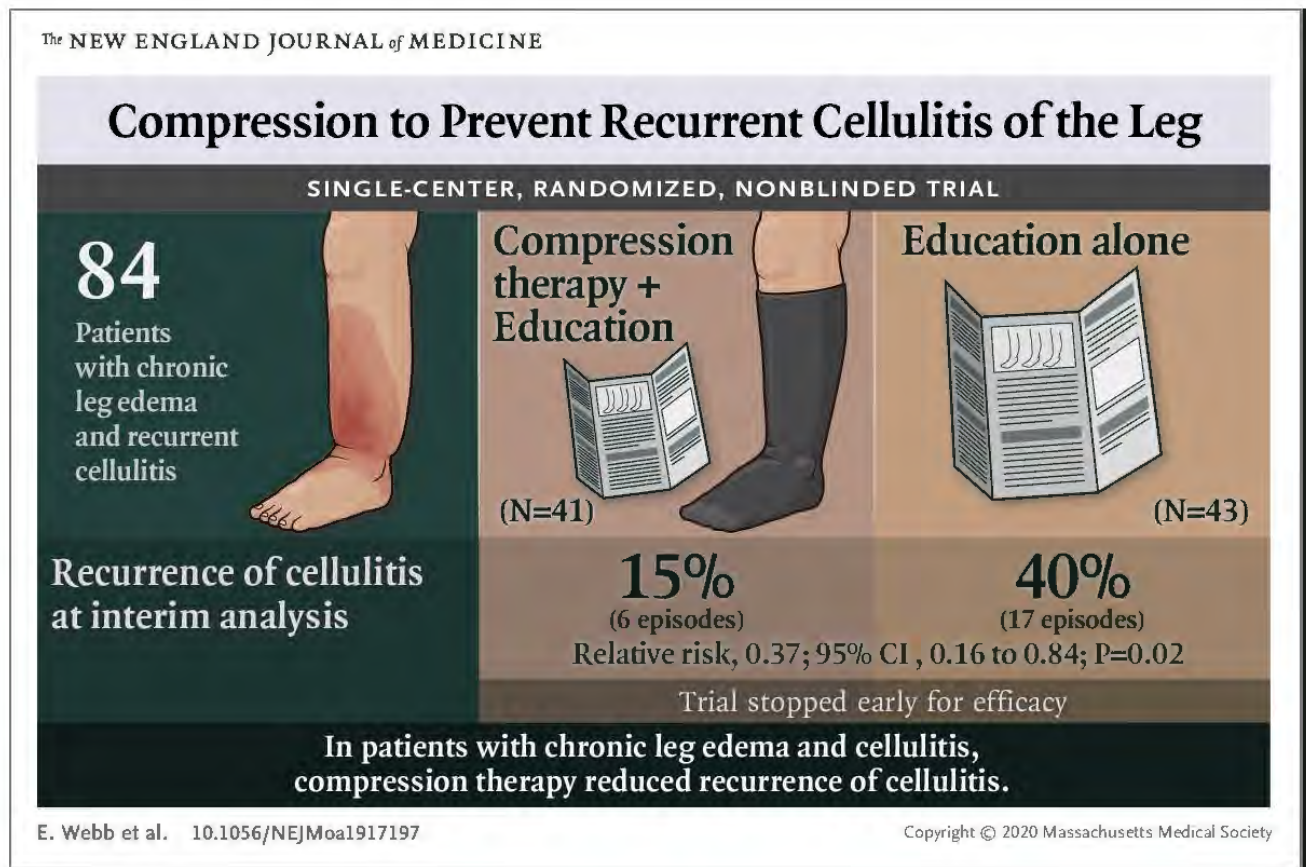 The NEW ENGLAND JOURNAL of MEDICINE
Compression to Prevent Recurrent Cellulitis of the Leg
SINGLE-CENTER, RANDOMIZED, NONBLINDED TRIAL
84
Patients
with chronic
leg edema
and recurrent
cellulitis
Compression
therapy +
Education
(N=41)
Education alone
(N=43)
Recurrence of cellulitis
at interim analysis
15%
(6 episodes)
40%
(17 episodes)
Relative risk, 0.37; 95% CI , 0.16 to 0.84; P=0.02
Trial stopped early for efficacy
In patients with chronic leg edema and cellulitis,
compression therapy reduced recurrence of cellulitis.
E. Webb et al. 10.1056/NEJMoa1917197
Copyright © 2020 Massachusetts Medical Society